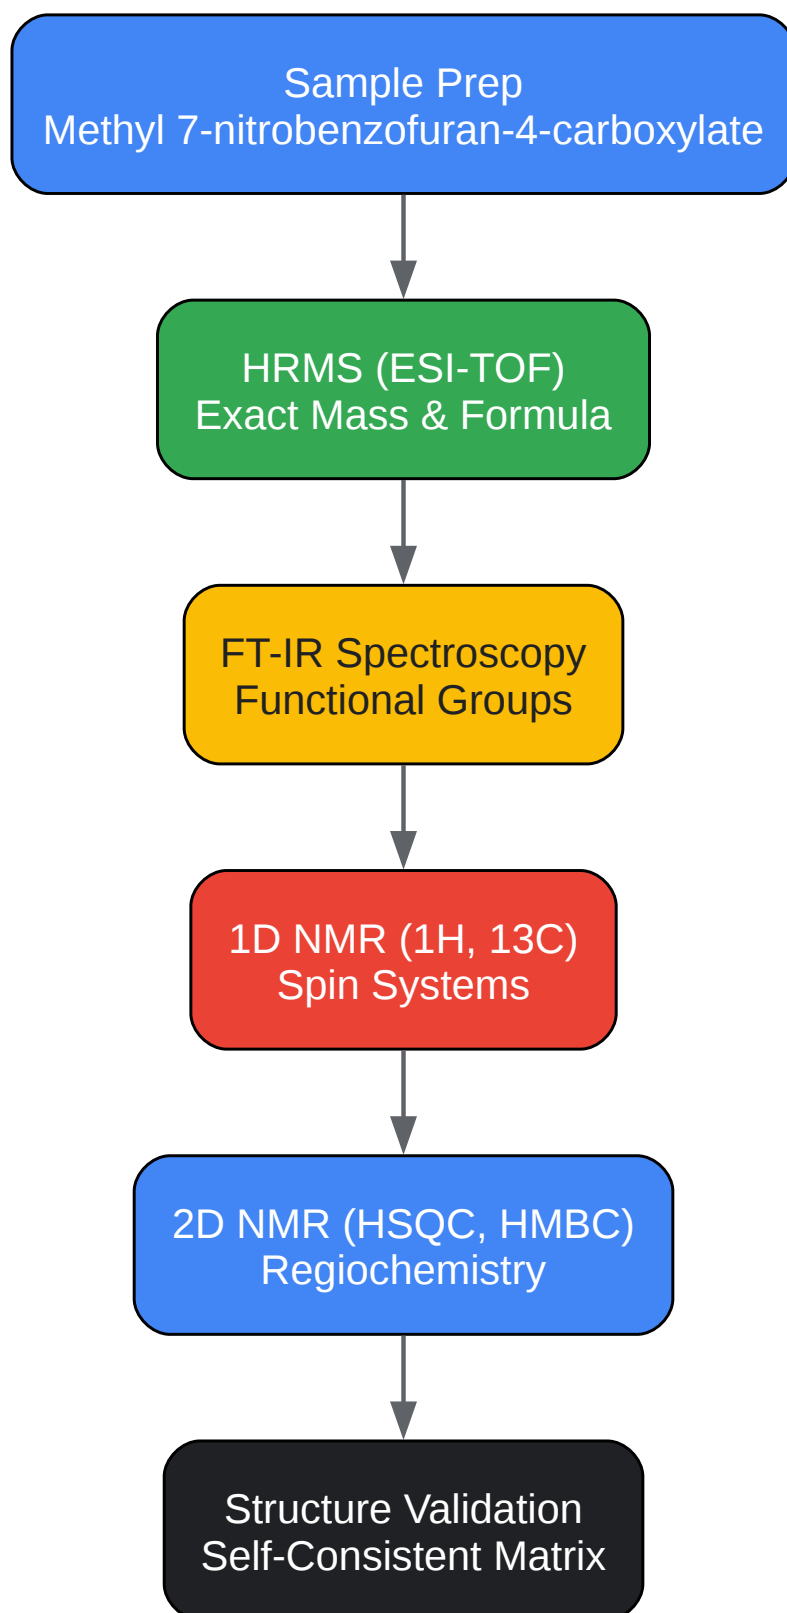 Sample Prep
Methyl 7-nitrobenzofuran-4-carboxylate
HRMS (ESI-TOF)
Exact Mass & Formula
FT-IR Spectroscopy
Functional Groups
1D NMR (1H, 13C)
Spin Systems
2D NMR (HSQC, HMBC)
Regiochemistry
Structure Validation
Self-Consistent Matrix